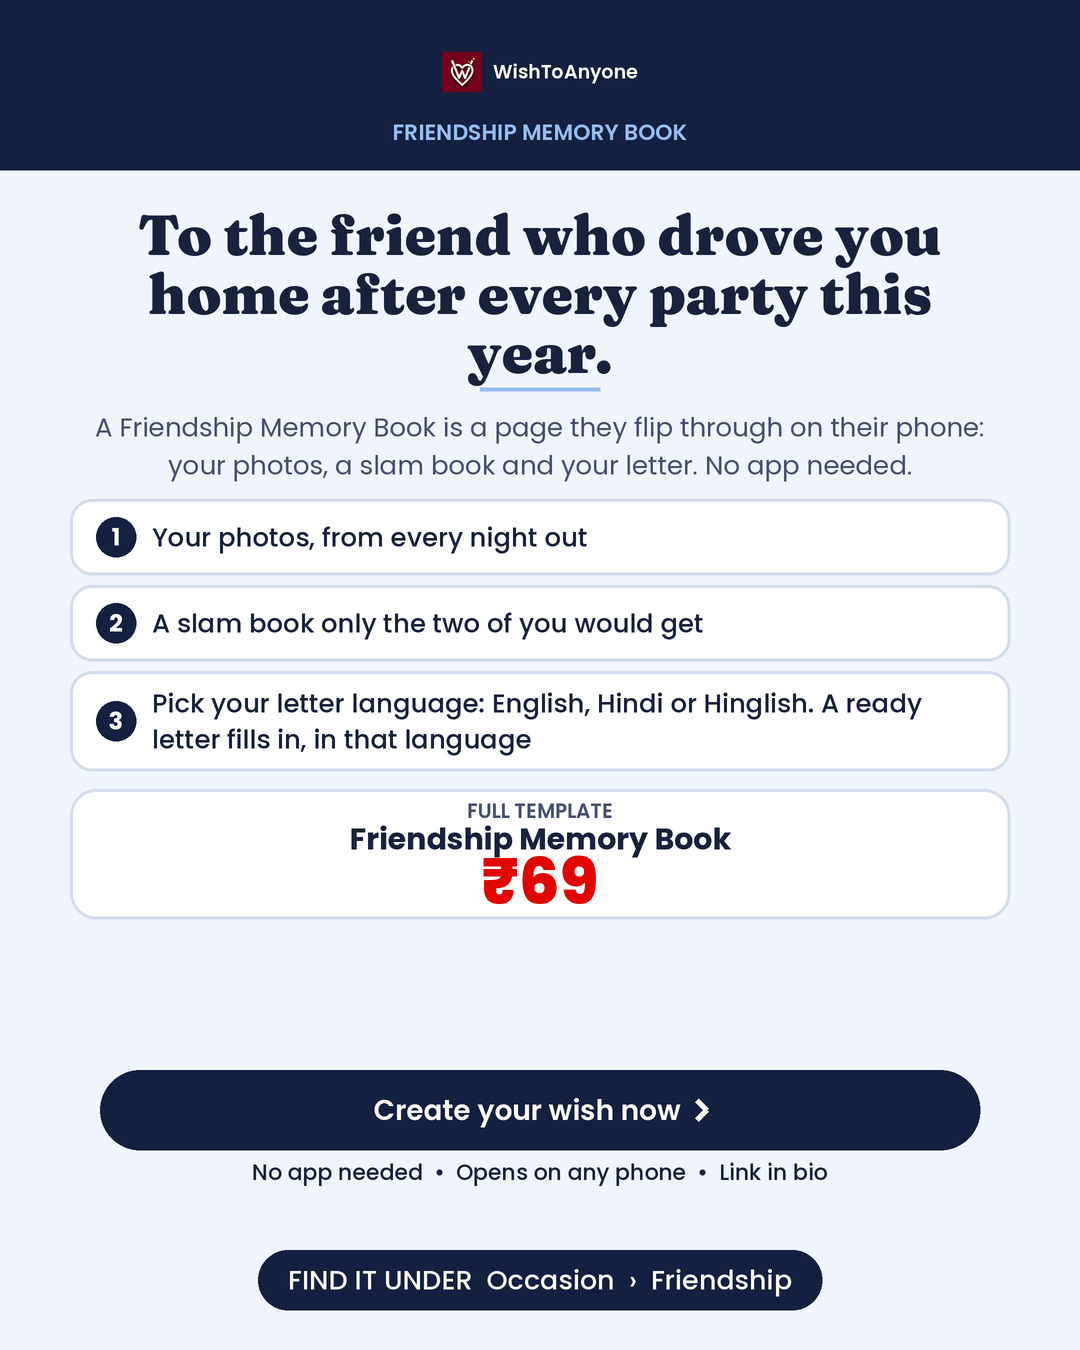 WishToAnyone
FRIENDSHIP MEMORY BOOK
To the friend who drove you
home after every party this
year.
A Friendship Memory Book is a page they flip through on their phone:
your photos, a slam book and your letter. No app needed.
1 Your photos, from every night out
2 A slam book only the two of you would get
3 Pick your letter language: English, Hindi or Hinglish. A ready
letter fills in, in that language
FULL TEMPLATE
Friendship Memory Book
₹69
Create your wish now ›
No app needed • Opens on any phone • Link in bio
FIND IT UNDER Occasion › Friendship